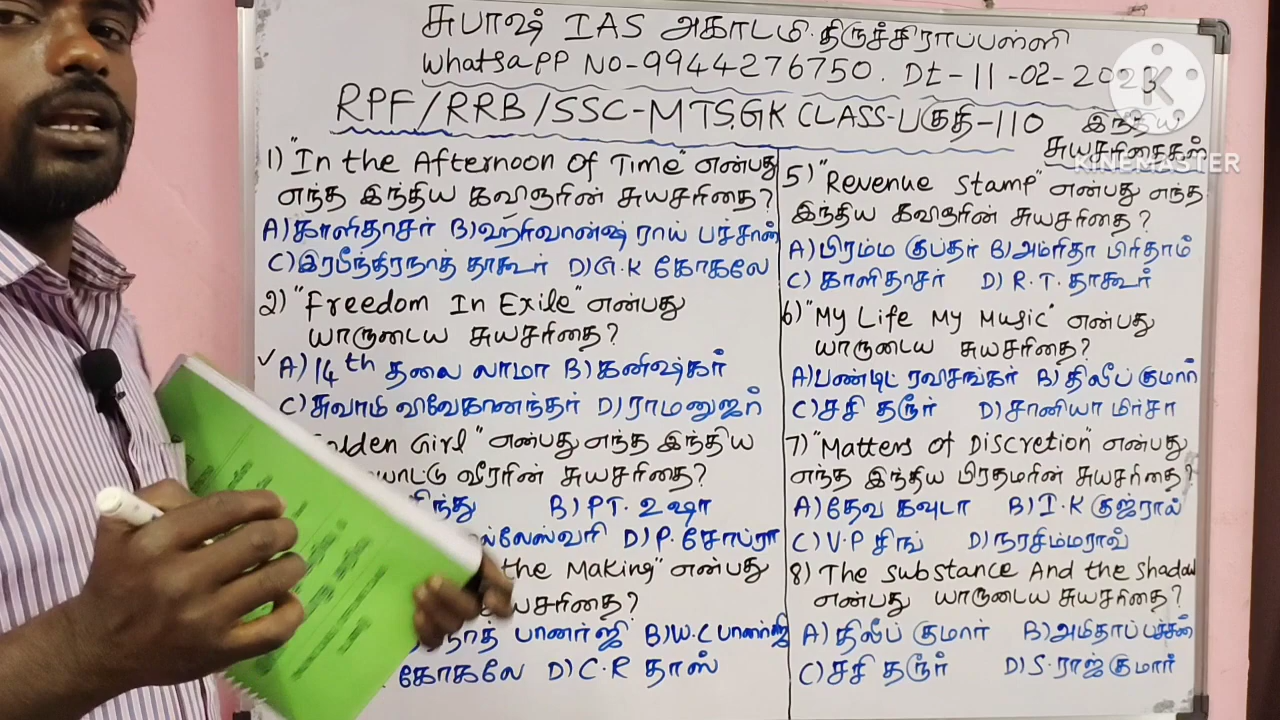 சுபாஷ் IAS அகாடமி திருச்சிராப்பள்ளி
WhatsaPP NO-9944276750. Dt-11-02-2023
RPF/RRB/SSC-MTS,GK CLASS-பகுதி-110
இந்திய
சுயசரிதைகள்
KINEMASTER
1) "In the Afternoon Of Time" என்பது
எந்த இந்திய கவிஞரின் சுயசரிதை?
A)காளிதாசர் B)ஹரிவான்ஷ் ராய் பச்சான்
C)இரபீந்திரநாத் தாகூர் D)G.K கோகலே
2) "Freedom In Exile" என்பது
யாருடைய சுயசரிதை?
A)14th தலை லாமா B)கனிஷ்கர்
C)சுவாமி விவேகானந்தர் D)ராமனுஜர்
Golden Girl" என்பது எந்த இந்திய
வீரரின் சுயசரிதை?
B)PT. உஷா
D)P. சோப்ரா
the Making" என்பது
பானர்ஜி B)W.C பானர்ஜி
கோகலே D)C.R தாஸ்
5) "Revenue Stamp" என்பது எந்த
இந்திய கவிஞரின் சுயசரிதை?
A)பிரம்ம குப்தர் B)அம்ரிதா பிரிதாம்
C) காளிதாசர் D) R.T. தாகூர்
6) "My Life My Music" என்பது
யாருடைய சுயசரிதை?
A)பண்டிட் ரவிசங்கர் B) திலீப் குமார்
C)சசி தரூர் D)சானியா மிர்சா
7) "Matters of Discretion" என்பது
எந்த இந்திய பிரதமரின் சுயசரிதை?
A)தேவ கவுடா B)I.K குஜ்ரால்
C)V.P சிங் D)நரசிம்மராவ்
8) The Substance And the Shadow
என்பது யாருடைய சுயசரிதை?
A) திலீப் குமார் B)அமிதாப் பச்சன்
C)சசி தரூர் D)S.ராஜ்குமார்